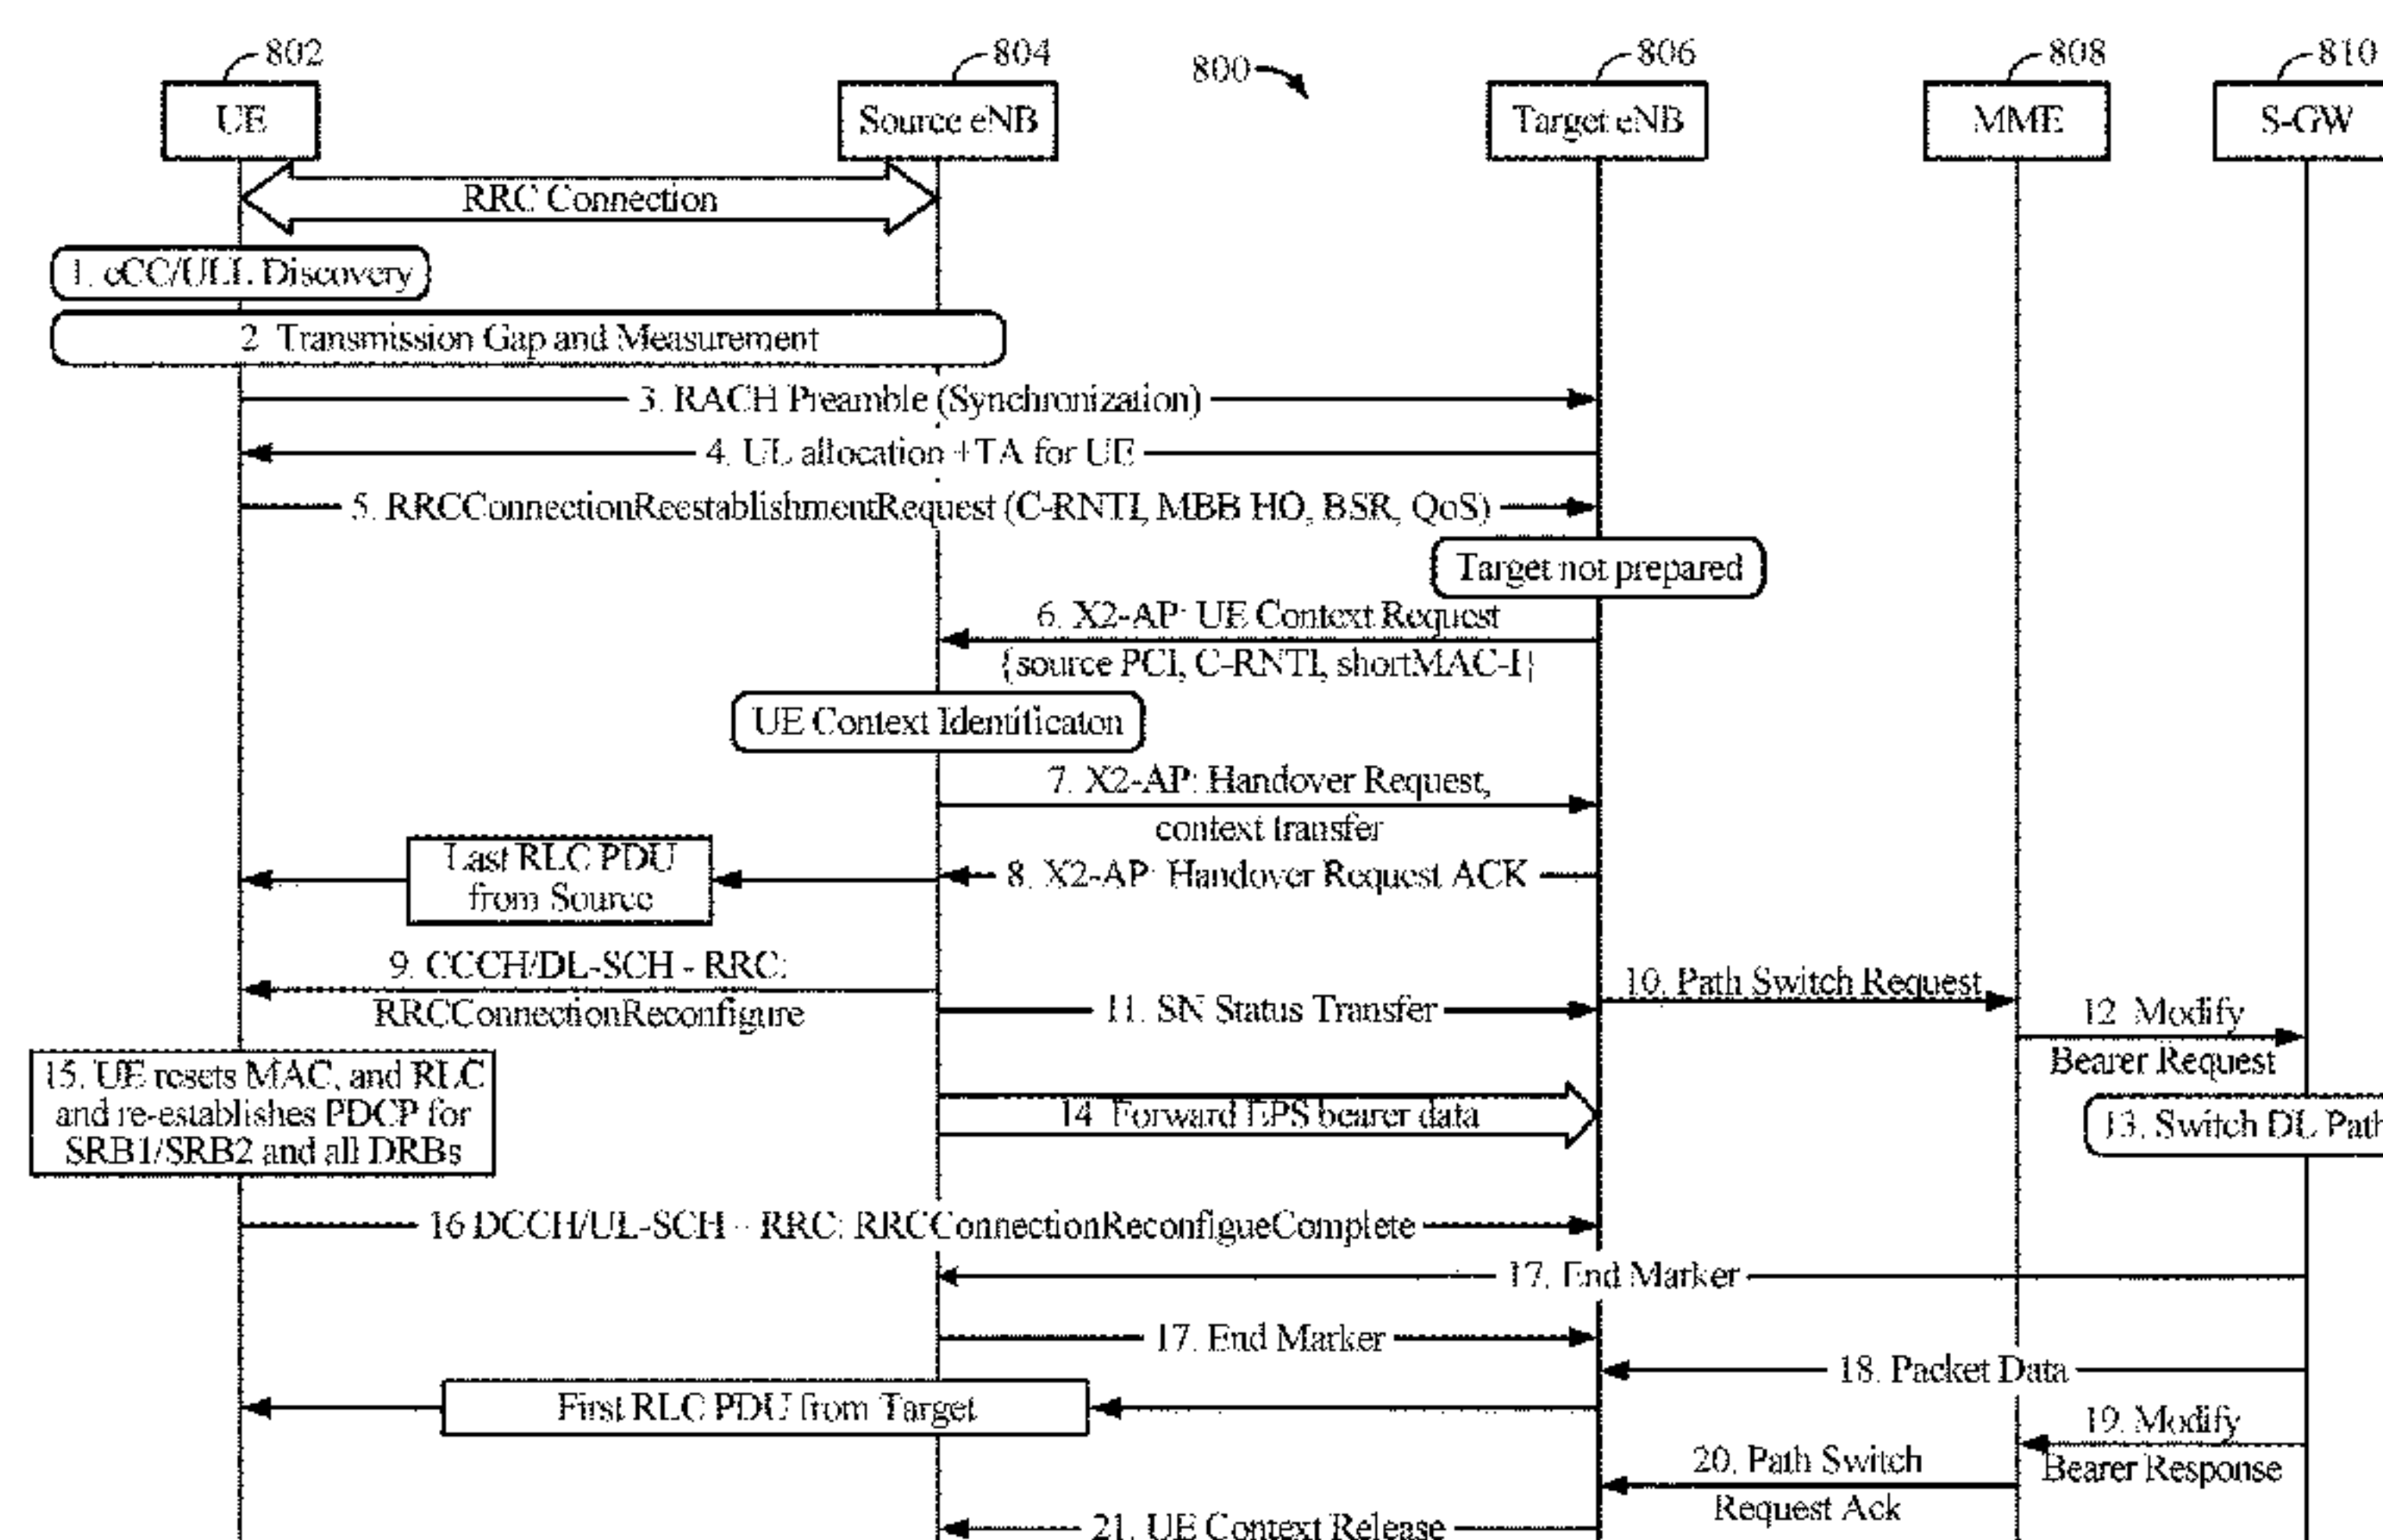 802
804
800
806
808
810
UE
Source eNB
Target eNB
MME
S-GW
RRC Connection
1. eCC/ULL Discovery
2 Transmission Gap and Measurement
3. RACH Preamble (Synchronization)
4. UL allocation +TA for UE
5. RRCConnectionReestablishmentRequest (C-RNTI, MBB HO, BSR, QoS)
Target not prepared
6. X2-AP: UE Context Request
{source PCI, C-RNTI, shortMAC-I}
UE Context Identificaton
7. X2-AP: Handover Request,
context transfer
Last RLC PDU
from Source
8. X2-AP: Handover Request ACK
9. CCCH/DL-SCH - RRC:
RRCConnectionReconfigure
10. Path Switch Request
11. SN Status Transfer
12 Modify
Bearer Request
15. UE resets MAC, and RLC
and re-establishes PDCP for
SRB1/SRB2 and all DRBs
14 Forward EPS bearer data
13. Switch DL Path
16 DCCH/UL-SCH - RRC: RRCConnectionReconfigueComplete
17. End Marker
17. End Marker
18. Packet Data
First RLC PDU from Target
19. Modify
Bearer Response
20. Path Switch
Request Ack
21. UE Context Release